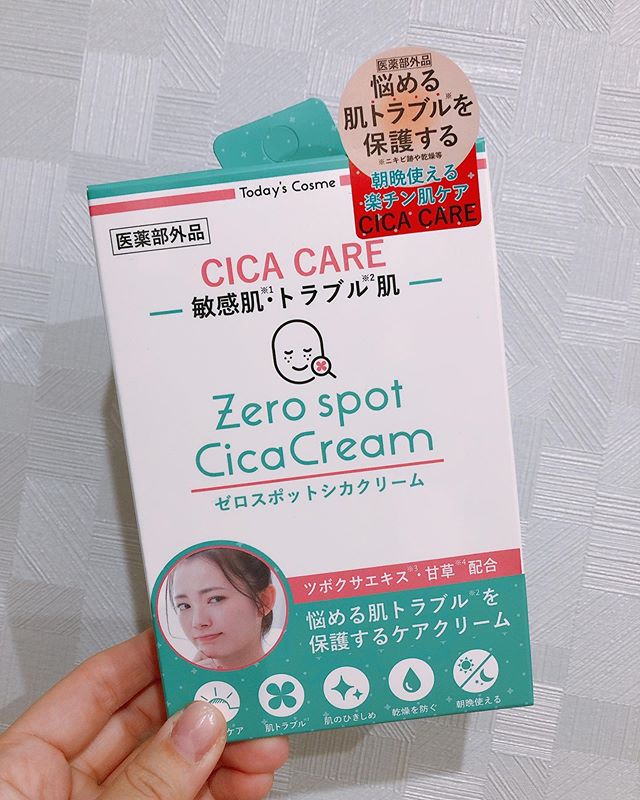 医薬部外品
悩める
肌トラブル※を
保護する
※ニキビ跡や乾燥等
朝晩使える
楽チン肌ケア
CICA CARE
Today's Cosme
医薬部外品
CICA CARE
敏感肌※1・トラブル※2肌
Zero spot
CicaCream
ゼロスポットシカクリーム
ツボクサエキス※3・甘草※4配合
悩める肌トラブル※2を
保護するケアクリーム
ケア
肌トラブル
肌のひきしめ
乾燥を防ぐ
朝晩使える